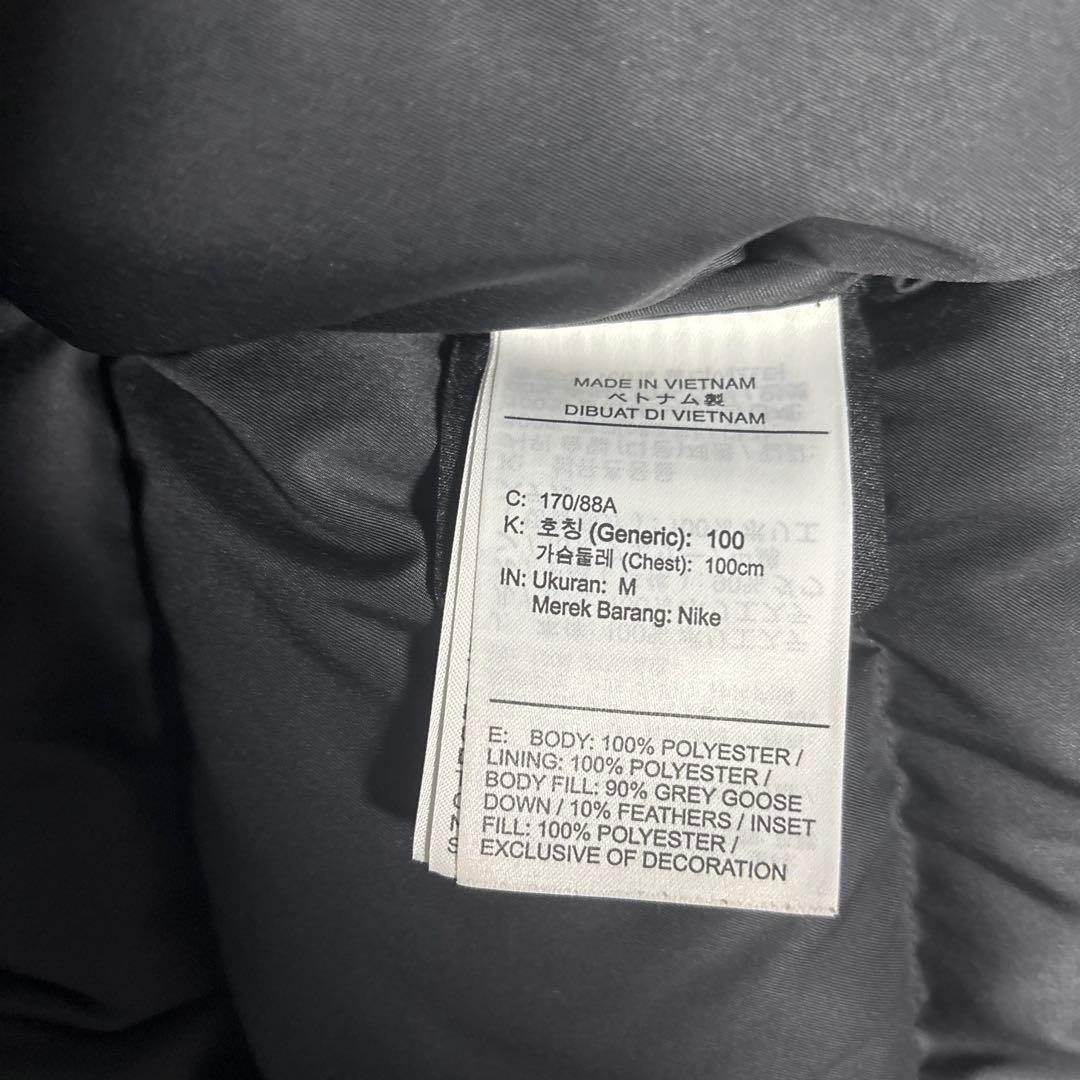 MADE IN VIETNAM
ベトナム製
DIBUAT DI VIETNAM
C: 170/88A
K: 호칭 (Generic): 100
가슴둘레 (Chest): 100cm
IN: Ukuran: M
Merek Barang: Nike
E: BODY: 100% POLYESTER /
LINING: 100% POLYESTER /
BODY FILL: 90% GREY GOOSE
DOWN / 10% FEATHERS / INSET
FILL: 100% POLYESTER /
EXCLUSIVE OF DECORATION